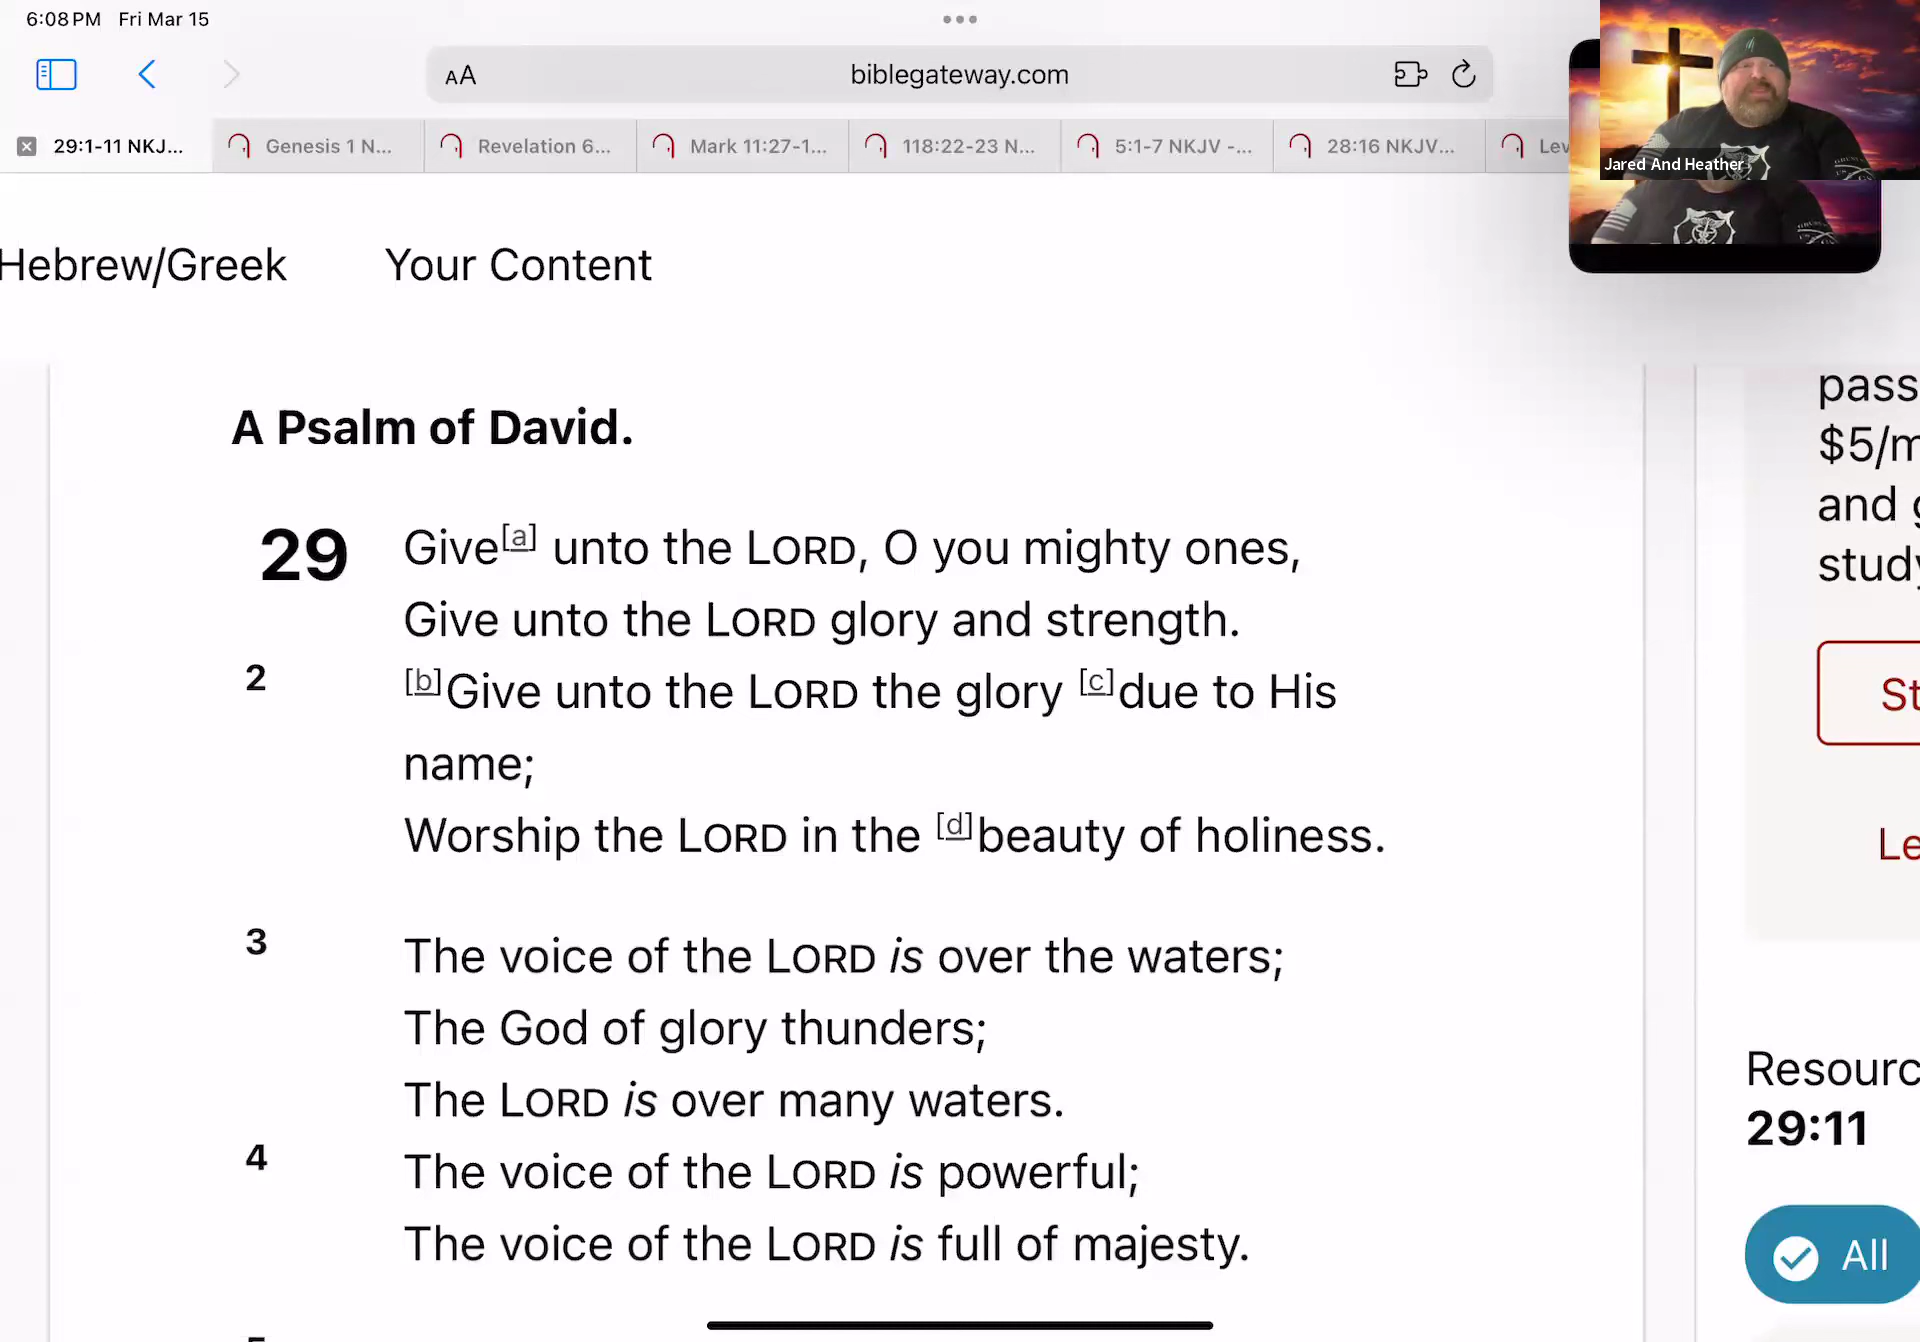 6:08 PM Fri Mar 15
AA
biblegateway.com
29:1-11 NKJ...
Genesis 1 N...
Revelation 6...
Mark 11:27-1...
118:22-23 N...
5:1-7 NKJV -...
28:16 NKJV...
Lev
Jared And Heather
Hebrew/Greek
Your Content
A Psalm of David.
29 Give[a] unto the LORD, O you mighty ones,
Give unto the LORD glory and strength.
2 [b]Give unto the LORD the glory [c]due to His
name;
Worship the LORD in the [d]beauty of holiness.
3 The voice of the LORD is over the waters;
The God of glory thunders;
The LORD is over many waters.
4 The voice of the LORD is powerful;
The voice of the LORD is full of majesty.
pass
$5/m
and g
study
St
Le
Resourc
29:11
All